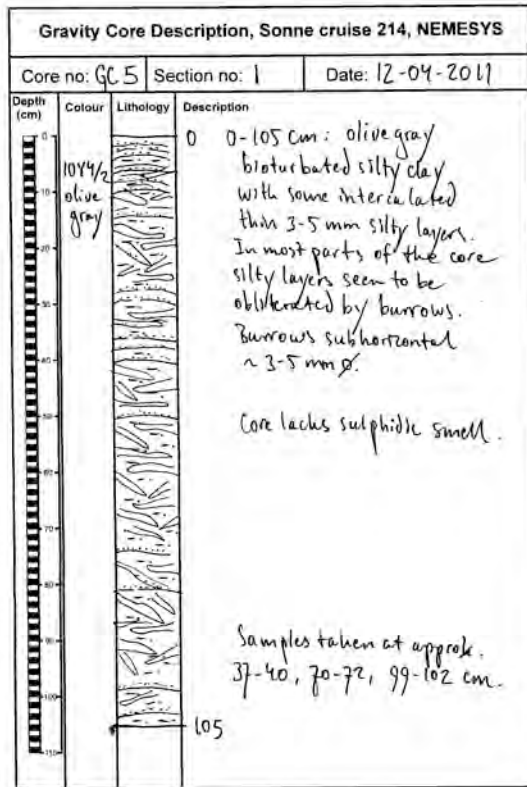 Gravity Core Description, Sonne cruise 214, NEMESYS
Core no: GC5 Section no: 1 Date: 12-04-2011
Depth (cm) Colour Lithology Description
0
10Y4/2
olive
gray
0
0-105 cm: olive gray
bioturbated silty clay
with some intercalated
thin 3-5 mm silty layers.
In most parts of the core
silty layers seen to be
obliterated by burrows.
Burrows subhorizontal
~ 3-5 mm ø.
Core lacks sulphidic smell.
Samples taken at approx.
37-40, 70-72, 99-102 cm.
105
10
20
30
40
50
60
70
80
90
100
110